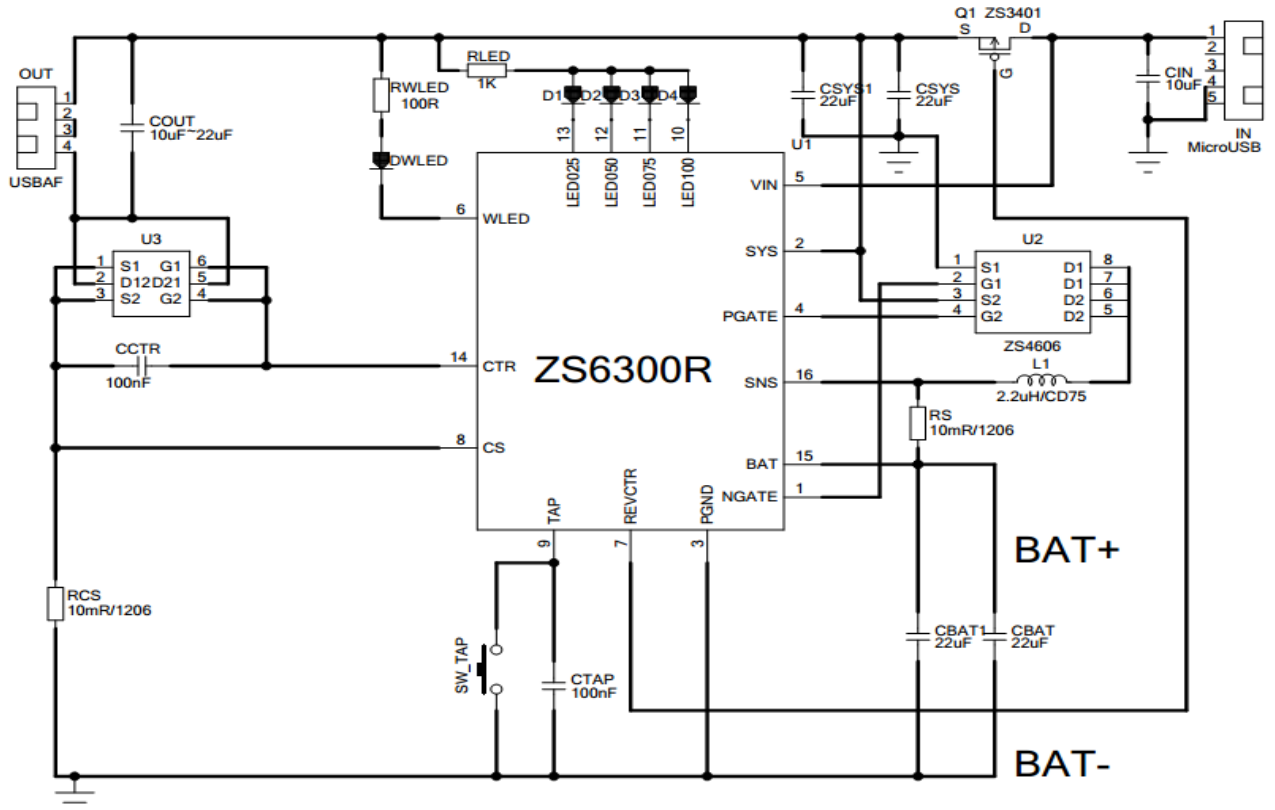 Q1 ZS3401
S D
G
OUT
1
2
3
4
USBAF
COUT
10uF~22uF
RWLED
100R
DWLED
RLED
1K
D1 D2 D3 D4
13 12 11 10
LED025 LED050 LED075 LED100
CSYS1
22uF
CSYS
22uF
CIN
10uF
1
2
3
4
5
IN
MicroUSB
U1
ZS6300R
6 WLED
14 CTR
8 CS
VIN 5
SYS 2
PGATE 4
SNS 16
BAT 15
NGATE 1
TAP REVCTR PGND
9 7 3
U3
1 S1 G1 6
2 D12 D21 5
3 S2 G2 4
CCTR
100nF
RCS
10mR/1206
U2
1 S1 D1 8
2 G1 D1 7
3 S2 D2 6
4 G2 D2 5
ZS4606
L1
2.2uH/CD75
RS
10mR/1206
BAT+
CBAT1
22uF
CBAT
22uF
SW_TAP
CTAP
100nF
BAT-